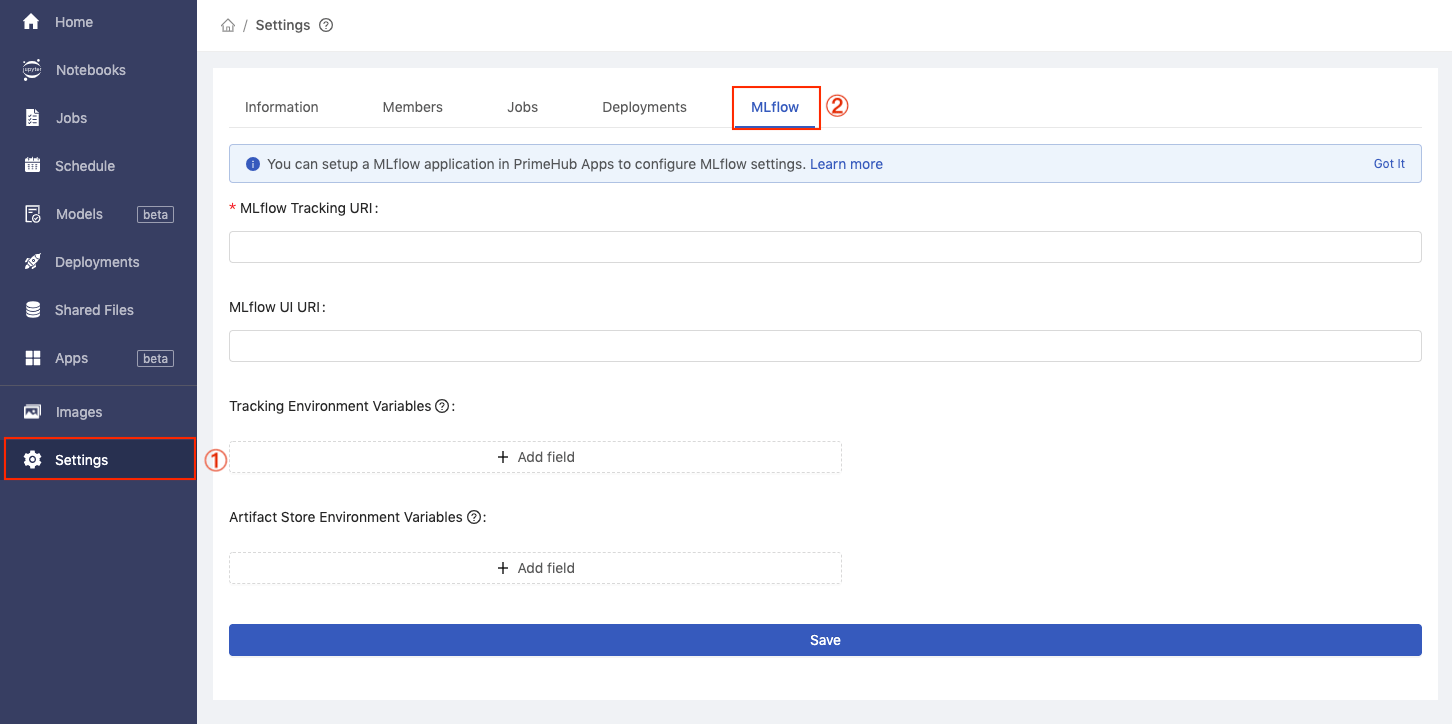 Home
Notebooks
Jobs
Schedule
Models beta
Deployments
Shared Files
Apps beta
Images
Settings ①
/ Settings ?
Information Members Jobs Deployments MLflow ②
You can setup a MLflow application in PrimeHub Apps to configure MLflow settings. Learn more Got It
* MLflow Tracking URI:
MLflow UI URI:
Tracking Environment Variables ?:
+ Add field
Artifact Store Environment Variables ?:
+ Add field
Save